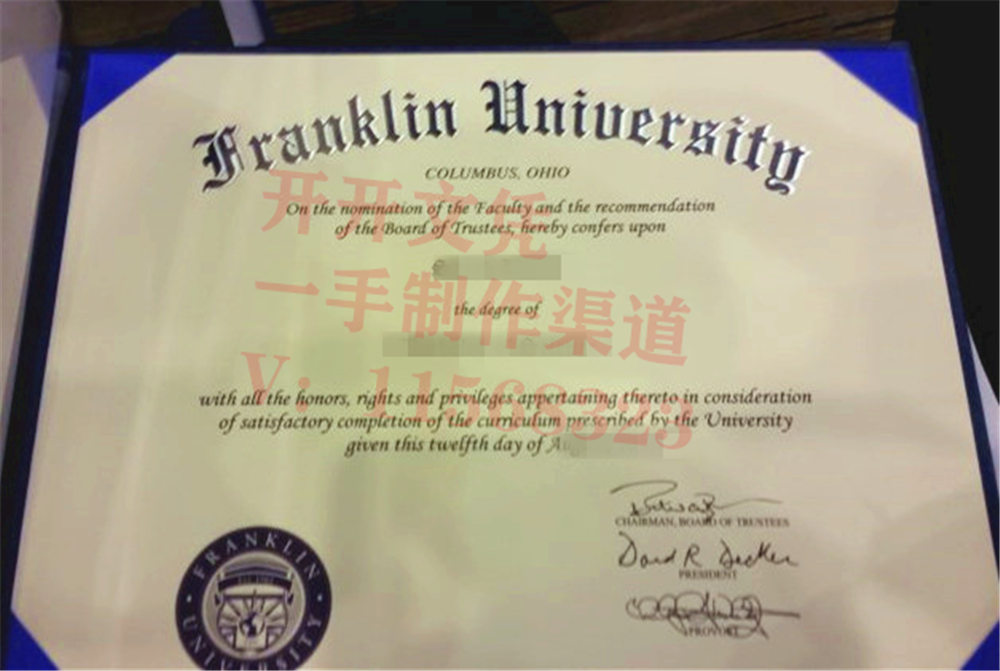 Franklin University
COLUMBUS, OHIO
On the nomination of the Faculty and the recommendation
of the Board of Trustees, hereby confers upon
the degree of
with all the honors, rights and privileges appertaining thereto in consideration
of satisfactory completion of the curriculum prescribed by the University
given this twelfth day of
CHAIRMAN, BOARD OF TRUSTEES
David R Decker
PRESIDENT
PROVOST
FRANKLIN UNIVERSITY
开开文凭
一手制作渠道
V：11568323